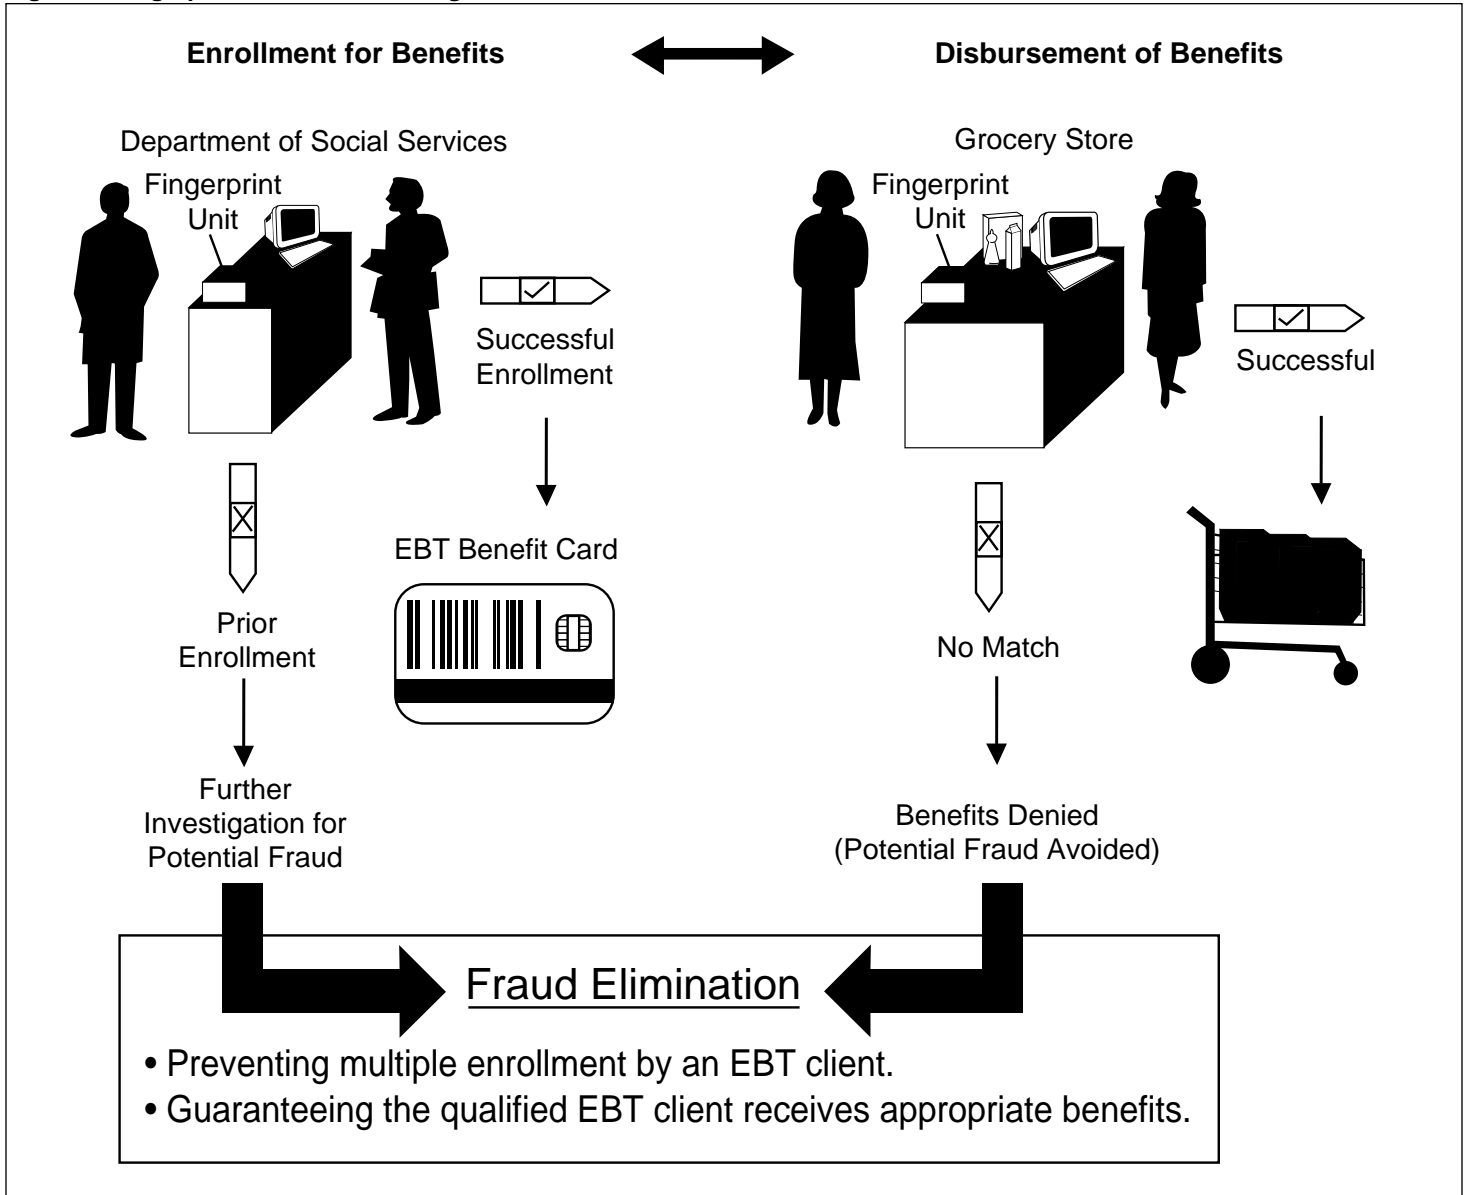 Enrollment for Benefits
Disbursement of Benefits
Department of Social Services
Fingerprint
Unit
Successful
Enrollment
EBT Benefit Card
Prior
Enrollment
Further
Investigation for
Potential Fraud
Grocery Store
Fingerprint
Unit
Successful
No Match
Benefits Denied
(Potential Fraud Avoided)
Fraud Elimination
• Preventing multiple enrollment by an EBT client.
• Guaranteeing the qualified EBT client receives appropriate benefits.